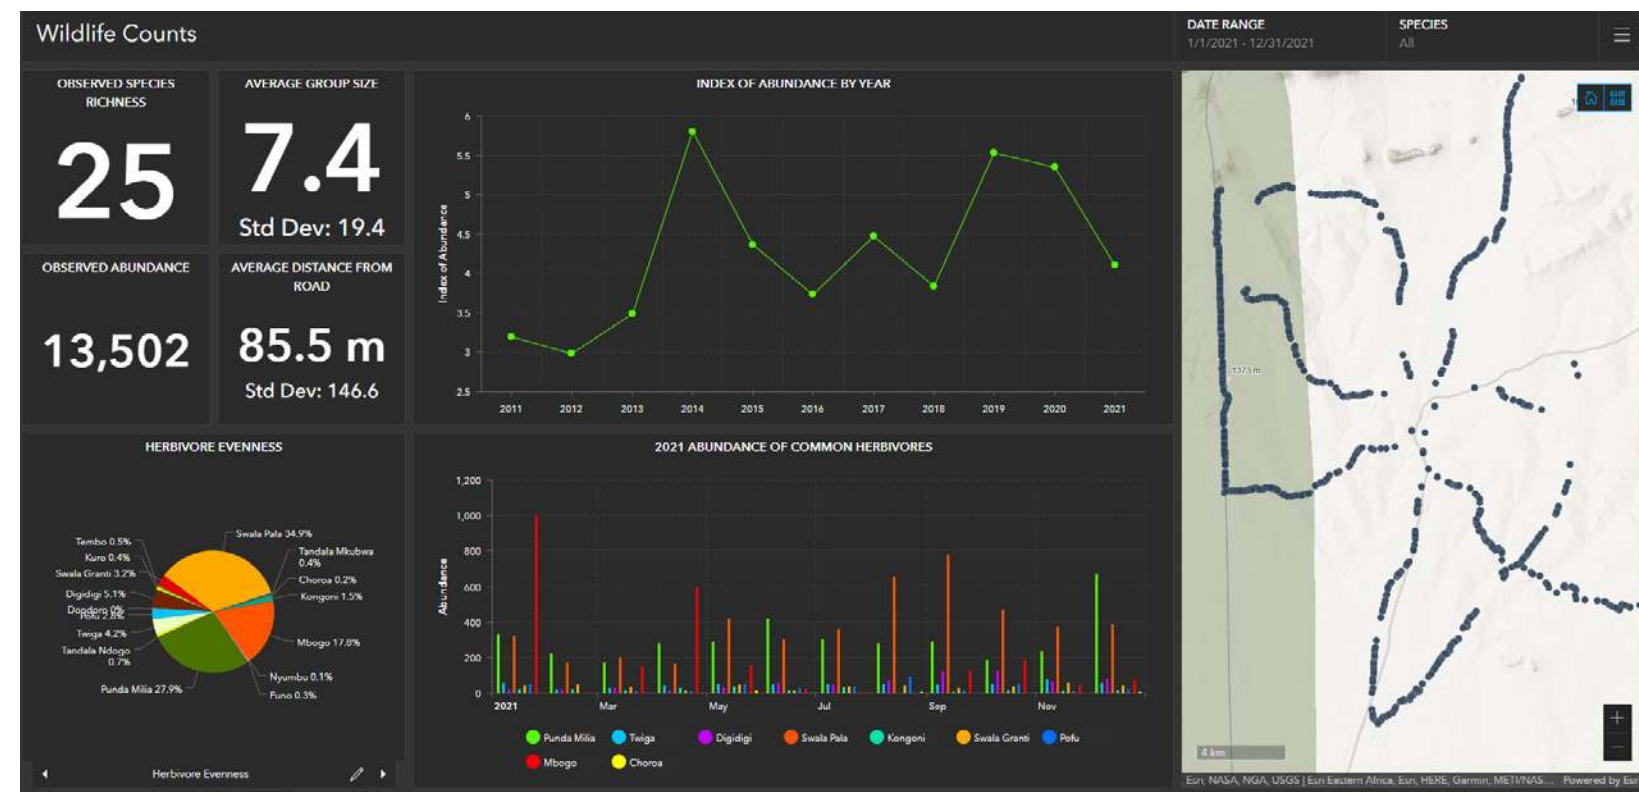 Wildlife Counts
DATE RANGE
1/1/2021 - 12/31/2021
SPECIES
All
OBSERVED SPECIES
RICHNESS
25
AVERAGE GROUP SIZE
7.4
Std Dev: 19.4
OBSERVED ABUNDANCE
13,502
AVERAGE DISTANCE FROM
ROAD
85.5 m
Std Dev: 146.6
INDEX OF ABUNDANCE BY YEAR
Index of Abundance
6
5.5
5
4.5
4
3.5
3
2.5
2011 2012 2013 2014 2015 2016 2017 2018 2019 2020 2021
HERBIVORE EVENNESS
Swala Pala 34.9%
Tandala Mkubwa
0.4%
Choroa 0.2%
Kongoni 1.5%
Mbogo 17.8%
Nyumbu 0.1%
Funo 0.3%
Punda Milia 27.9%
Tandala Ndogo
0.7%
Twiga 4.2%
Pofu 2.8%
Dondoro 0%
Digidigi 5.1%
Swala Granti 3.2%
Kuro 0.4%
Tembo 0.5%
Herbivore Evenness
2021 ABUNDANCE OF COMMON HERBIVORES
Abundance
1,200
1,000
800
600
400
200
0
2021 Mar May Jul Sep Nov
Punda Milia Twiga Digidigi Swala Pala Kongoni Swala Granti Pofu
Mbogo Choroa
1373 m
+
−
4 km
Esri, NASA, NGA, USGS | Esri Eastern Africa, Esri, HERE, Garmin, METI/NAS... Powered by Esri